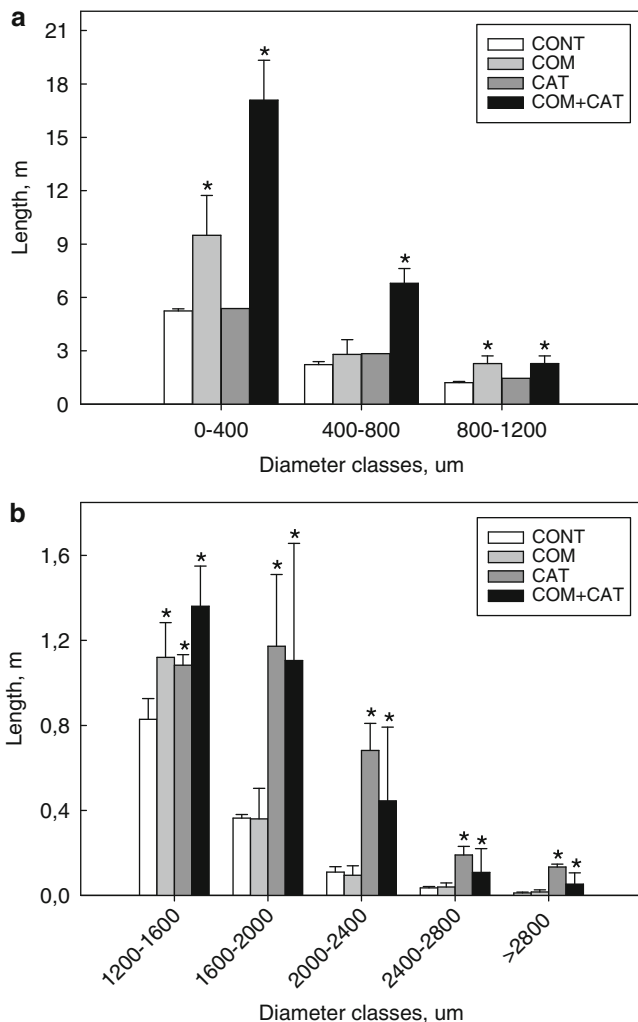 a
21
18
15
12
9
6
3
0
Length, m
* * * * *
CONT
COM
CAT
COM+CAT
0-400 400-800 800-1200
Diameter classes, um
b
1,6
1,2
0,8
0,4
0,0
Length, m
* * * * * * * * * * *
CONT
COM
CAT
COM+CAT
1200-1600 1600-2000 2000-2400 2400-2800 >2800
Diameter classes, um